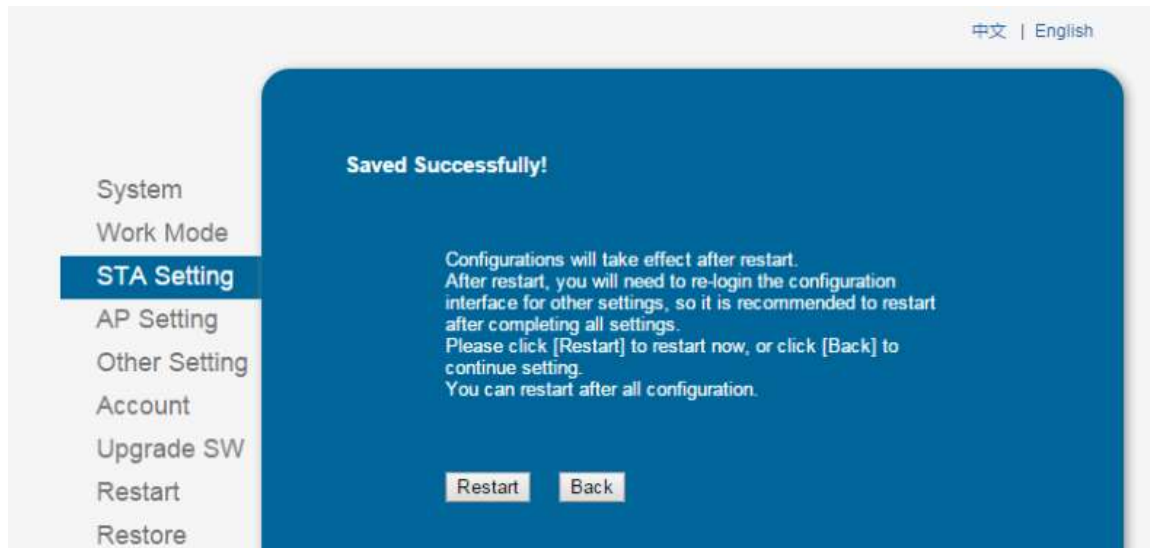 中文 | English
Saved Successfully!
System
Work Mode
STA Setting
AP Setting
Other Setting
Account
Upgrade SW
Restart
Restore
Configurations will take effect after restart.
After restart, you will need to re-login the configuration
interface for other settings, so it is recommended to restart
after completing all settings.
Please click [Restart] to restart now, or click [Back] to
continue setting.
You can restart after all configuration.
Restart Back